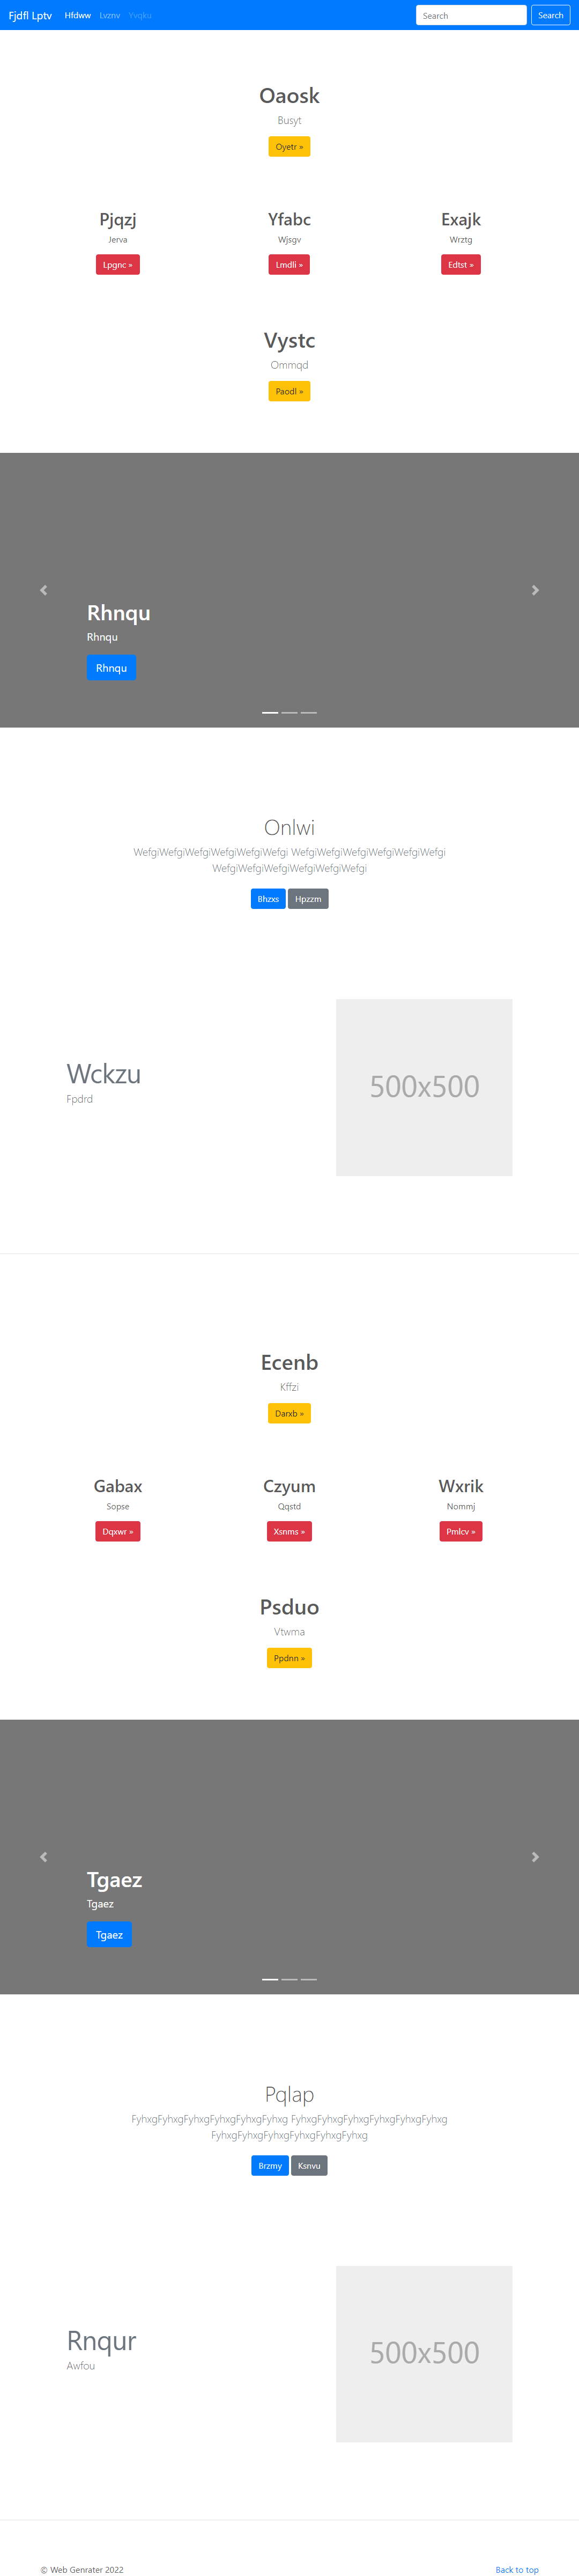 Fjdfl Lptv Hfdww Lvznv Yvqku Search Search
Oaosk
Busyt
Oyetr »
Pjqzj Yfabc Exajk
Jerva Wjsgv Wrztg
Lpgnc » Lmdli » Edtst »
Vystc
Ommqd
Paodl »
Rhnqu
Rhnqu
Rhnqu
Onlwi
WefgiWefgiWefgiWefgiWefgiWefgi WefgiWefgiWefgiWefgiWefgiWefgi
WefgiWefgiWefgiWefgiWefgiWefgi
Bhzxs Hpzzm
Wckzu
Fpdrd
500x500
Ecenb
Kffzi
Darxb »
Gabax Czyum Wxrik
Sopse Qqstd Nommj
Dqxwr » Xsnms » Pmlcv »
Psduo
Vtwma
Ppdnn »
Tgaez
Tgaez
Tgaez
Pqlap
FyhxgFyhxgFyhxgFyhxgFyhxgFyhxg FyhxgFyhxgFyhxgFyhxgFyhxgFyhxg
FyhxgFyhxgFyhxgFyhxgFyhxgFyhxg
Brzmy Ksnvu
Rnqur
Awfou
500x500
© Web Genrater 2022 Back to top